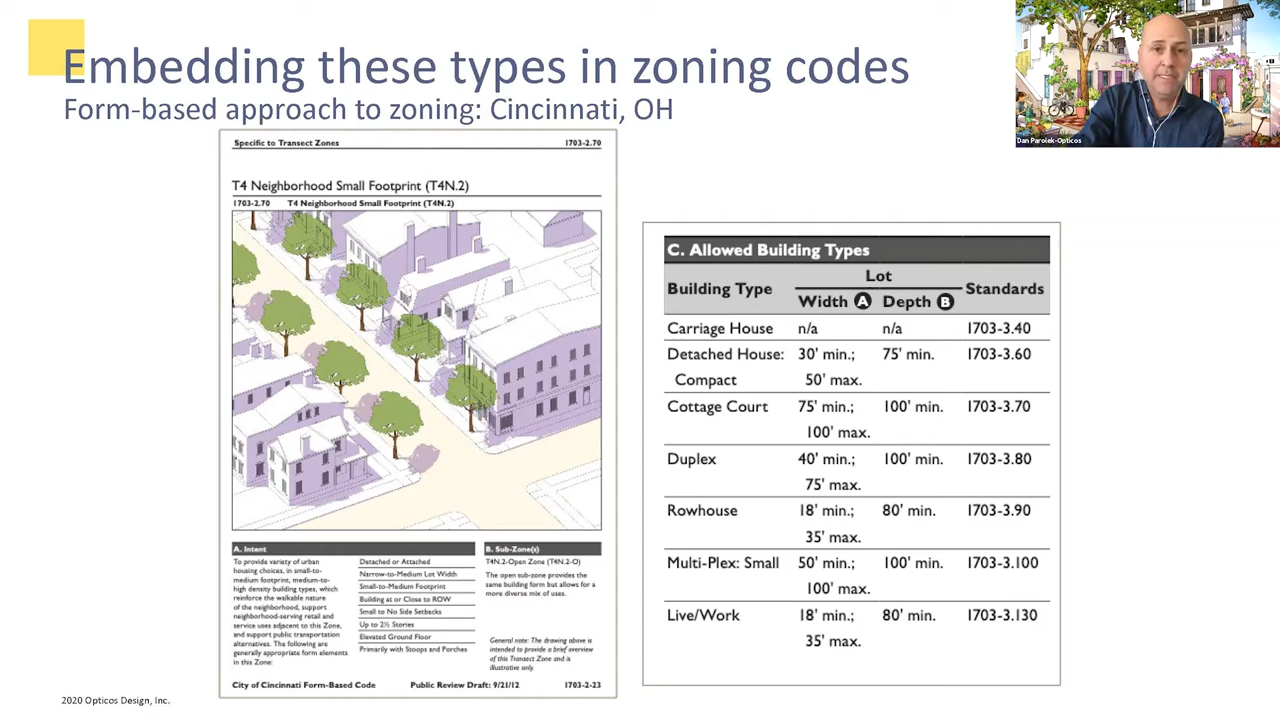 Embedding these types in zoning codes
Form-based approach to zoning: Cincinnati, OH
Dan Parolek-Opticos
Specific to Transect Zones 1703-2.70
T4 Neighborhood Small Footprint (T4N.2)
1703-2.70 T4 Neighborhood Small Footprint (T4N.2)
A. Intent
To provide variety of urban
housing choices, in small-to-
medium footprint, medium-to-
high density building types, which
reinforce the walkable nature
of the neighborhood, support
neighborhood-serving retail and
service uses adjacent to this Zone,
and support public transportation
alternatives. The following are
generally appropriate form elements
in this Zone:
Detached or Attached
Narrow-to-Medium Lot Width
Small-to-Medium Footprint
Building at or Close to ROW
Small to No Side Setbacks
Up to 2½ Stories
Elevated Ground Floor
Primarily with Stoops and Porches
B. Sub-Zone(s)
T4N.2-Open Zone (T4N.2-O)
The open sub-zone provides the
same building form but allows for a
more diverse mix of uses.
General note: The drawing above is
intended to provide a brief overview
of this Transect Zone and is
illustrative only.
City of Cincinnati Form-Based Code Public Review Draft: 9/21/12 1703-2-23
C. Allowed Building Types
Lot
Building Type Width A Depth B Standards
Carriage House n/a n/a 1703-3.40
Detached House: 30' min.; 75' min. 1703-3.60
Compact 50' max.
Cottage Court 75' min.; 100' min. 1703-3.70
100' max.
Duplex 40' min.; 100' min. 1703-3.80
75' max.
Rowhouse 18' min.; 80' min. 1703-3.90
35' max.
Multi-Plex: Small 50' min.; 100' min. 1703-3.100
100' max.
Live/Work 18' min.; 80' min. 1703-3.130
35' max.
2020 Opticos Design, Inc.